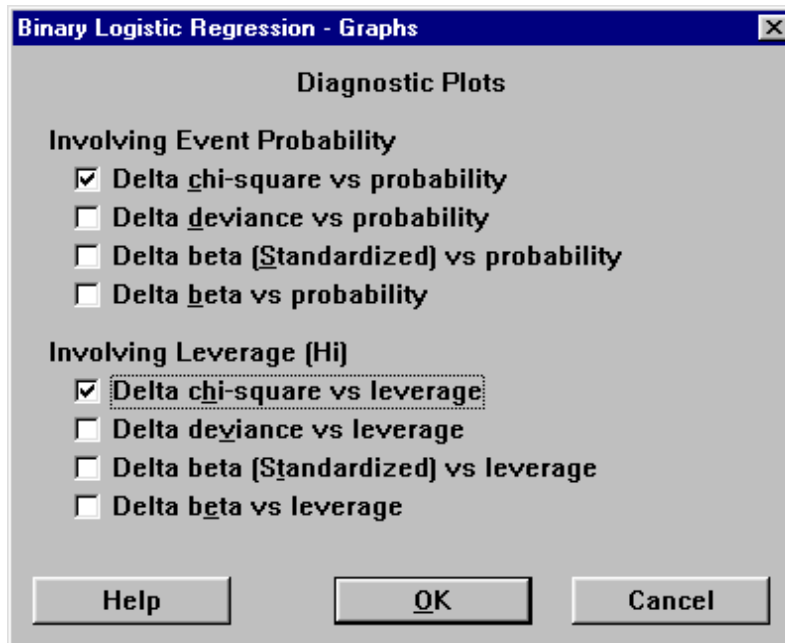 Binary Logistic Regression - Graphs
Diagnostic Plots
Involving Event Probability
Delta chi-square vs probability
Delta deviance vs probability
Delta beta (Standardized) vs probability
Delta beta vs probability
Involving Leverage (Hi)
Delta chi-square vs leverage
Delta deviance vs leverage
Delta beta (Standardized) vs leverage
Delta beta vs leverage
Help OK Cancel